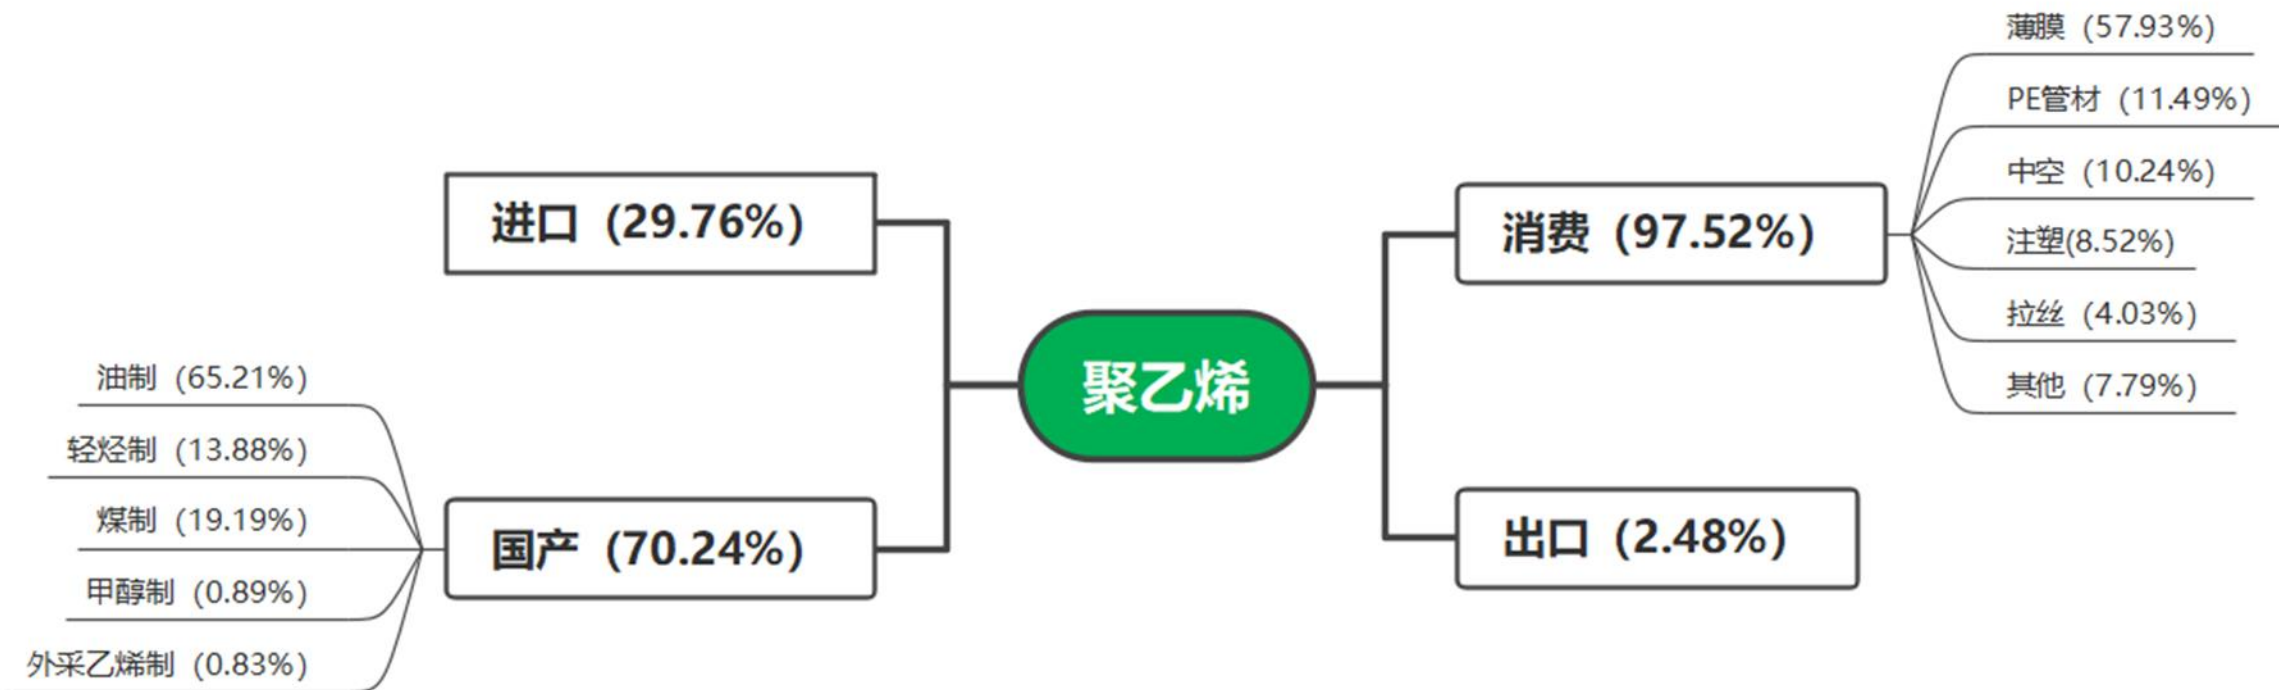 进口（29.76%）
油制（65.21%）
轻烃制（13.88%）
煤制（19.19%）
甲醇制（0.89%）
外采乙烯制（0.83%）
国产（70.24%）
聚乙烯
消费（97.52%）
薄膜（57.93%）
PE管材（11.49%）
中空（10.24%）
注塑(8.52%)
拉丝（4.03%）
其他（7.79%）
出口（2.48%）